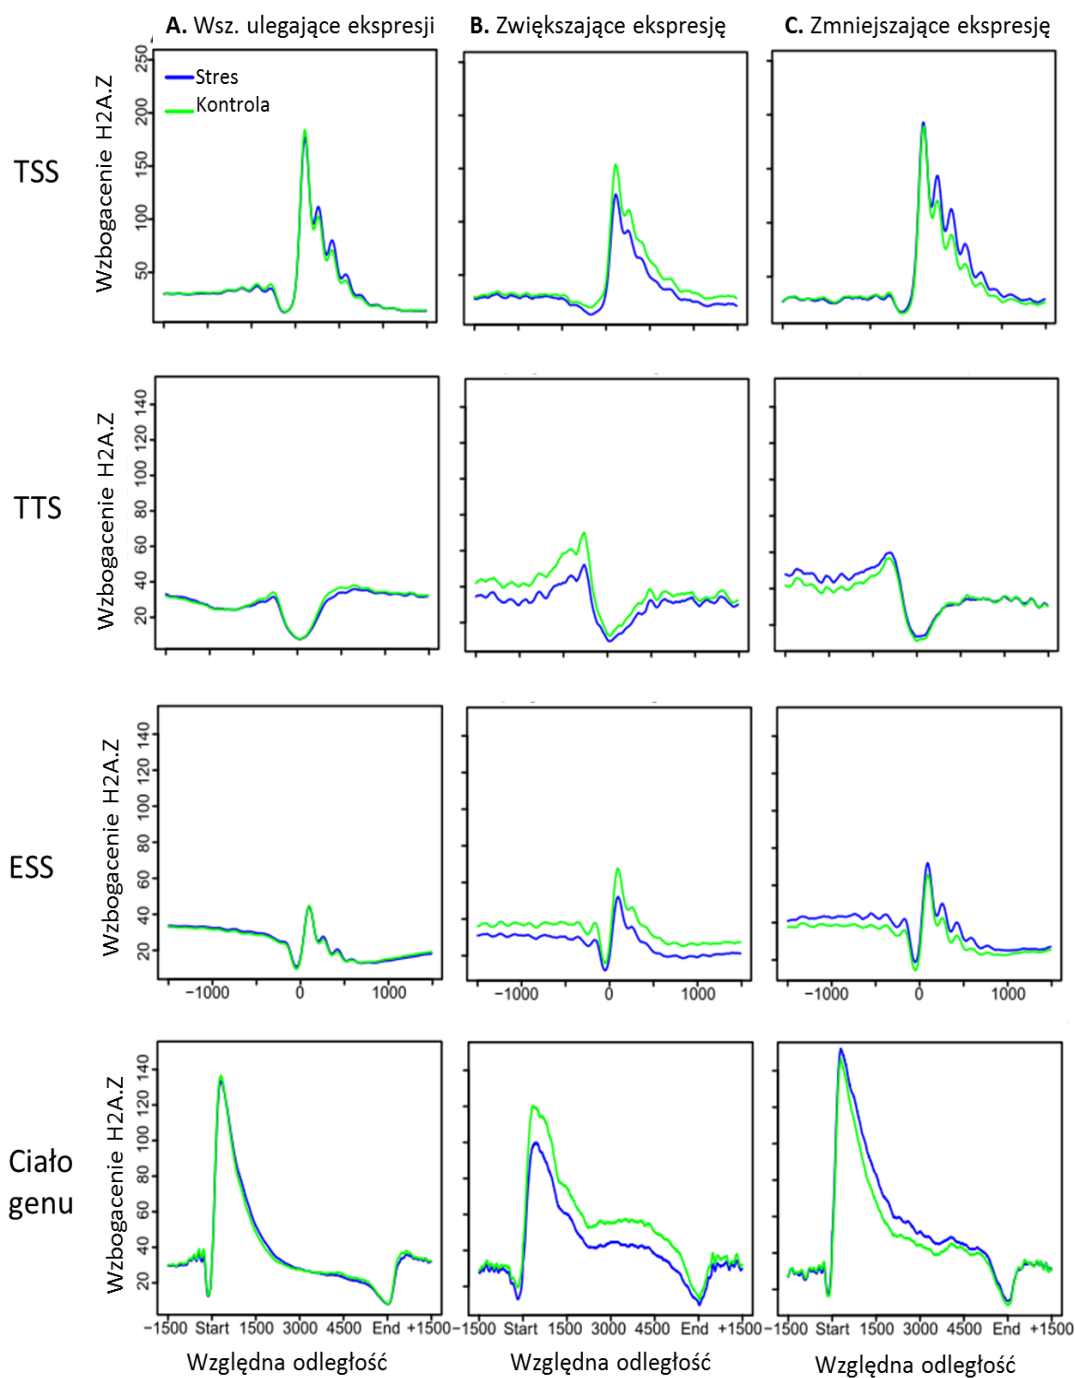 A. Wsz. ulegające ekspresji
B. Zwiększające ekspresję
C. Zmniejszające ekspresję
TSS
Wzbogacenie H2A.Z
250
200
150
100
50
Stres
Kontrola
TTS
Wzbogacenie H2A.Z
140
120
100
80
60
40
20
ESS
Wzbogacenie H2A.Z
140
120
100
80
60
40
20
−1000 0 1000
−1000 0 1000
−1000 0 1000
Ciało
genu
Wzbogacenie H2A.Z
140
120
100
80
60
40
20
−1500 Start 1500 3000 4500 End +1500
−1500 Start 1500 3000 4500 End +1500
−1500 Start 1500 3000 4500 End +1500
Względna odległość
Względna odległość
Względna odległość